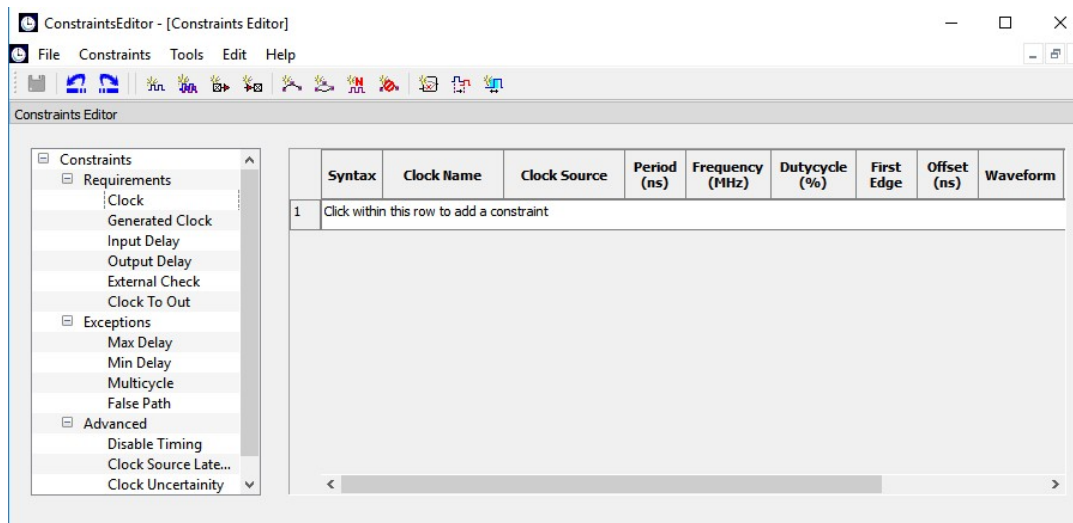 ConstraintsEditor - [Constraints Editor]
File Constraints Tools Edit Help
Constraints Editor
Constraints
Requirements
Clock
Generated Clock
Input Delay
Output Delay
External Check
Clock To Out
Exceptions
Max Delay
Min Delay
Multicycle
False Path
Advanced
Disable Timing
Clock Source Late...
Clock Uncertainity
Syntax Clock Name Clock Source Period (ns) Frequency (MHz) Dutycycle (%) First Edge Offset (ns) Waveform
1 Click within this row to add a constraint